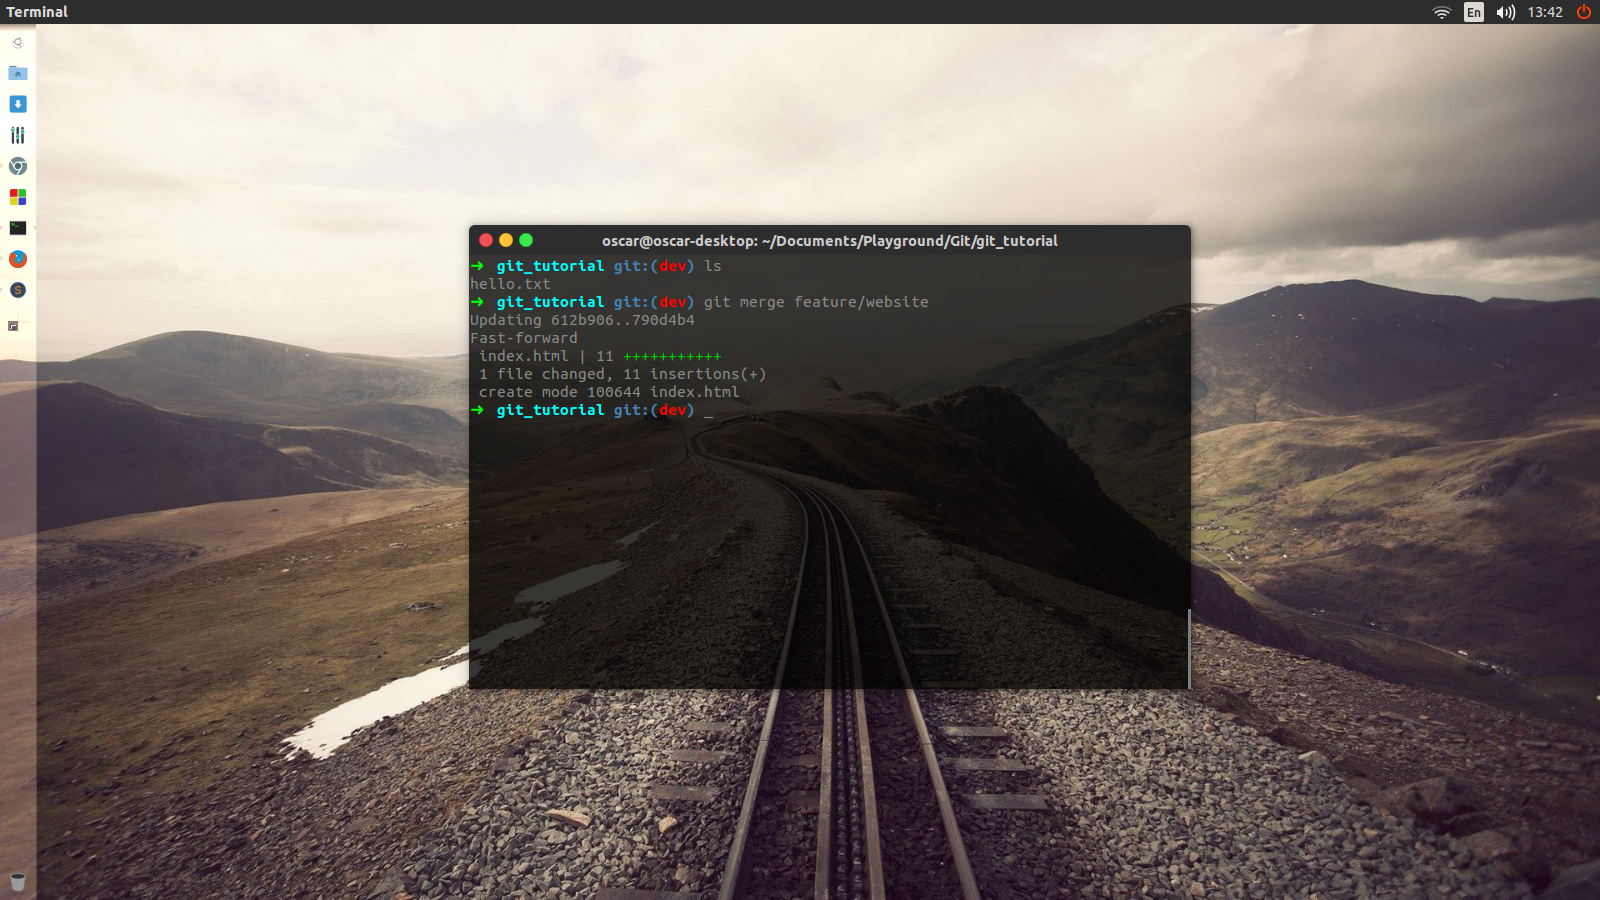 Terminal
En
13:42
oscar@oscar-desktop: ~/Documents/Playground/Git/git_tutorial
➜ git_tutorial git:(dev) ls
hello.txt
➜ git_tutorial git:(dev) git merge feature/website
Updating 612b906..790d4b4
Fast-forward
index.html | 11 +++++++++++
1 file changed, 11 insertions(+)
create mode 100644 index.html
➜ git_tutorial git:(dev) _